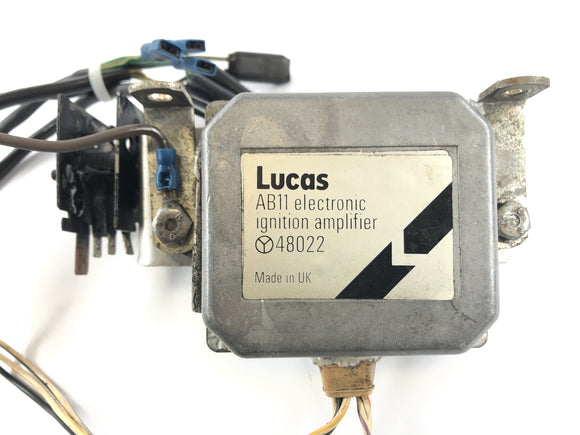 Lucas
AB11 electronic
ignition amplifier
48022
Made in UK